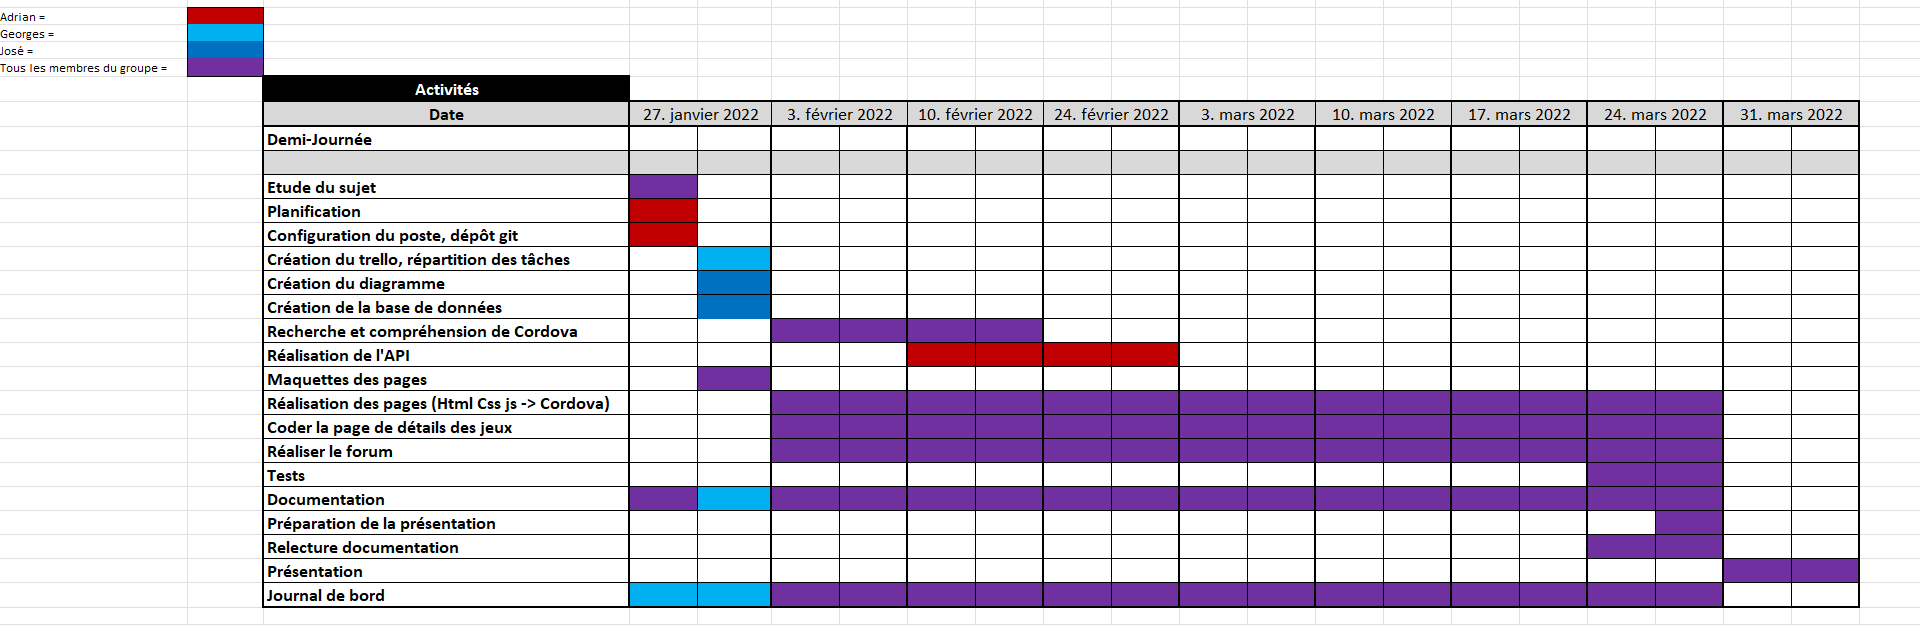 Adrian =
Georges =
José =
Tous les membres du groupe =
Activités
Date 27. janvier 2022 3. février 2022 10. février 2022 24. février 2022 3. mars 2022 10. mars 2022 17. mars 2022 24. mars 2022 31. mars 2022
Demi-Journée
Etude du sujet
Planification
Configuration du poste, dépôt git
Création du trello, répartition des tâches
Création du diagramme
Création de la base de données
Recherche et compréhension de Cordova
Réalisation de l'API
Maquettes des pages
Réalisation des pages (Html Css js -> Cordova)
Coder la page de détails des jeux
Réaliser le forum
Tests
Documentation
Préparation de la présentation
Relecture documentation
Présentation
Journal de bord